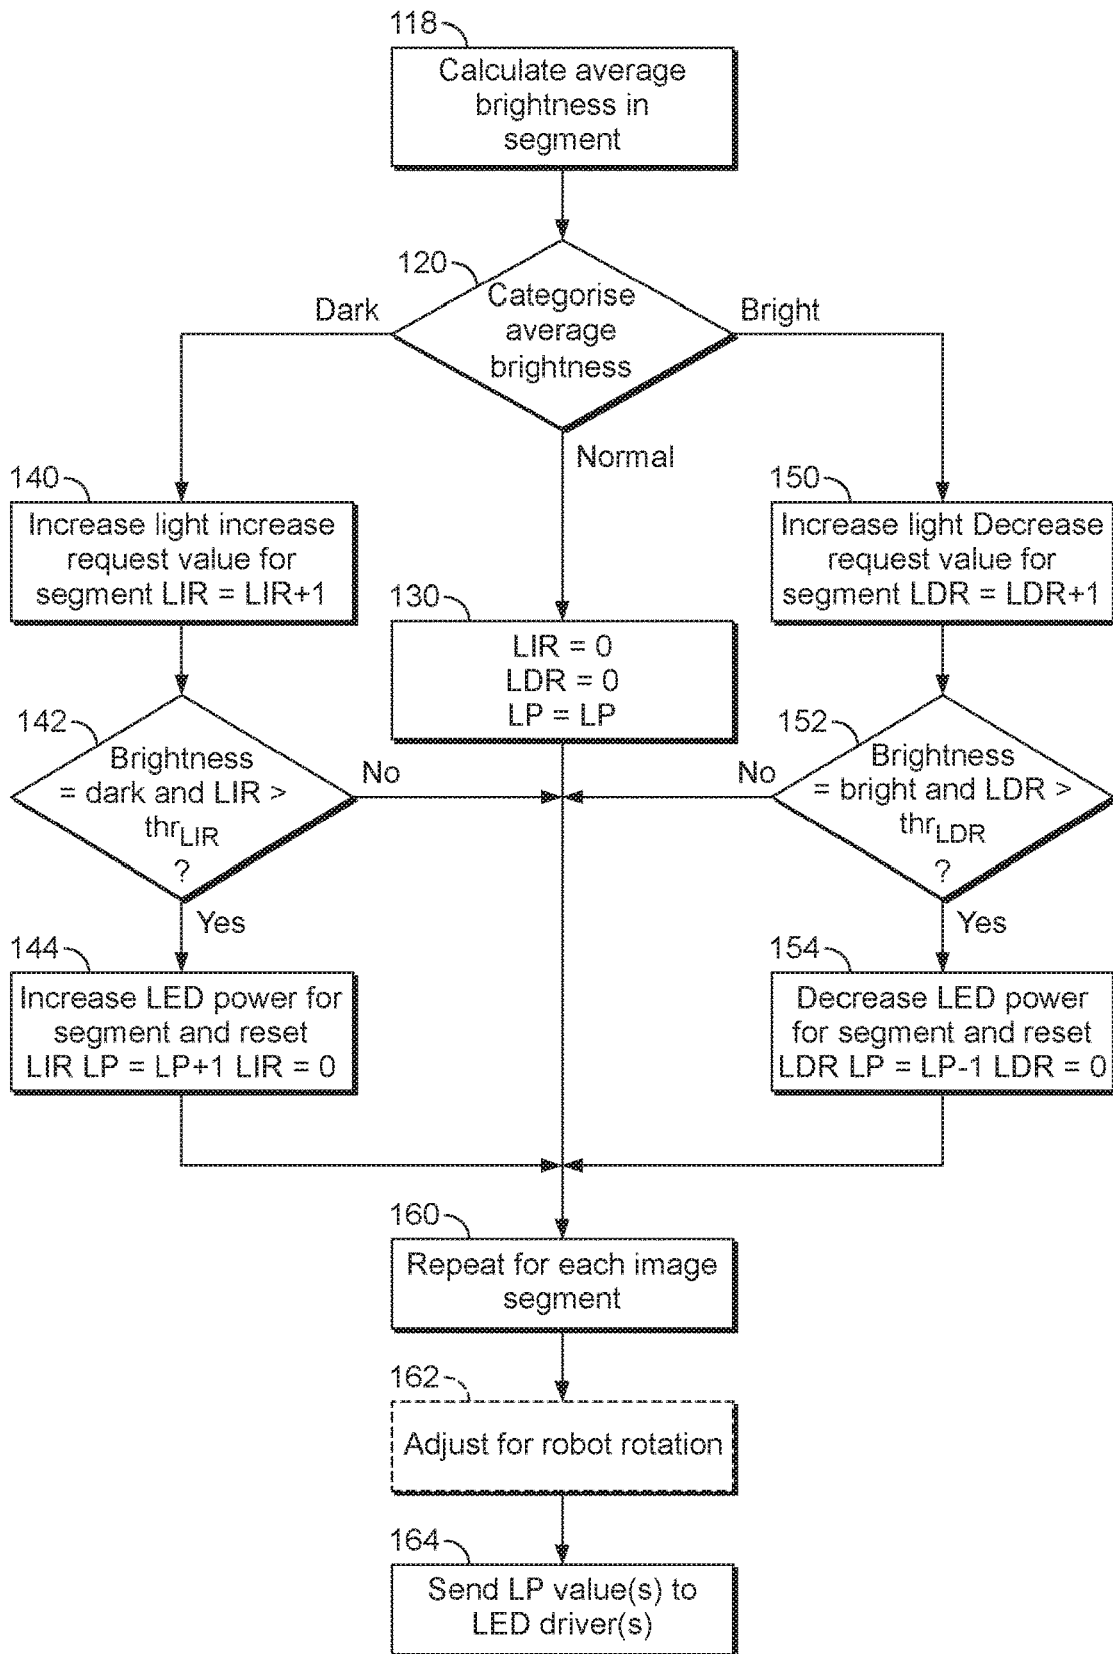 118
Calculate average
brightness in
segment
120
Categorise
average
brightness
Dark
Bright
Normal
140
Increase light increase
request value for
segment LIR = LIR+1
150
Increase light Decrease
request value for
segment LDR = LDR+1
130
LIR = 0
LDR = 0
LP = LP
142
Brightness
= dark and LIR >
thrLIR
?
No
Yes
152
Brightness
= bright and LDR >
thrLDR
?
No
Yes
144
Increase LED power for
segment and reset
LIR LP = LP+1 LIR = 0
154
Decrease LED power
for segment and reset
LDR LP = LP-1 LDR = 0
160
Repeat for each image
segment
162
Adjust for robot rotation
164
Send LP value(s) to
LED driver(s)